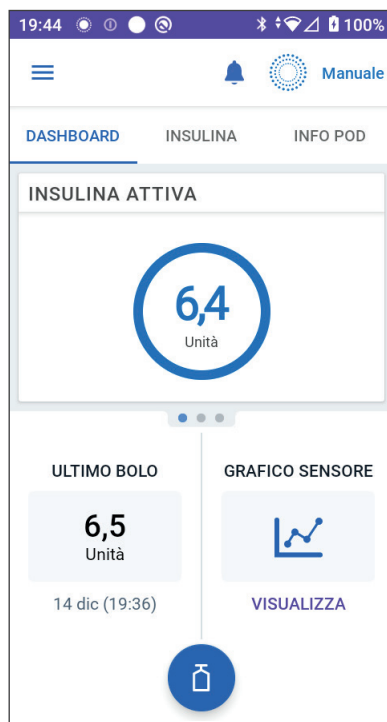 19:44 100%
Manuale
DASHBOARD INSULINA INFO POD
INSULINA ATTIVA
6,4
Unità
ULTIMO BOLO
6,5
Unità
14 dic (19:36)
GRAFICO SENSORE
VISUALIZZA